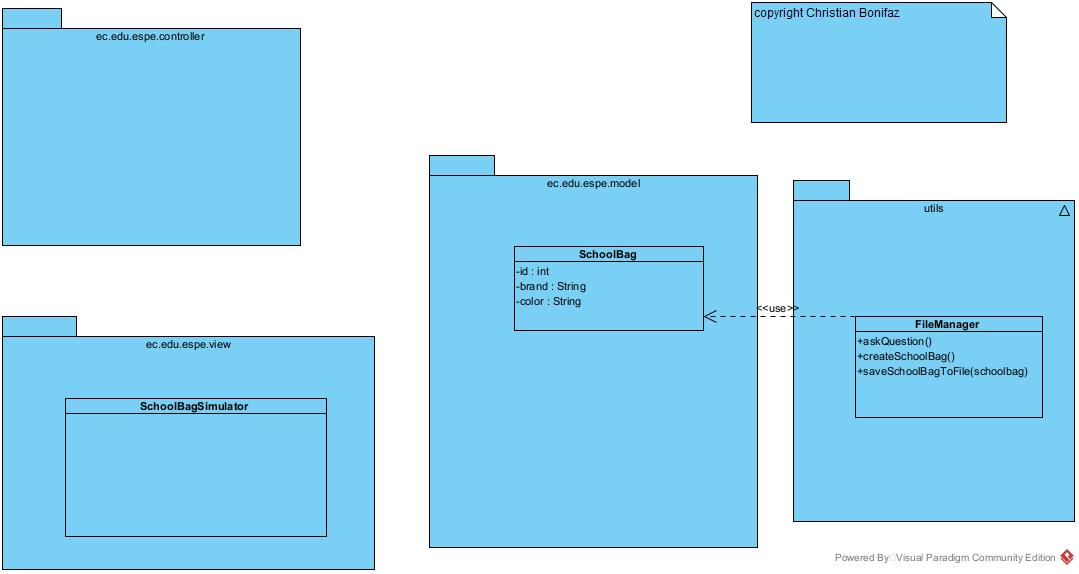 ec.edu.espe.controller
copyright Christian Bonifaz
ec.edu.espe.model
SchoolBag
-id : int
-brand : String
-color : String
<<use>>
utils
FileManager
+askQuestion()
+createSchoolBag()
+saveSchoolBagToFile(schoolbag)
ec.edu.espe.view
SchoolBagSimulator
Powered By Visual Paradigm Community Edition